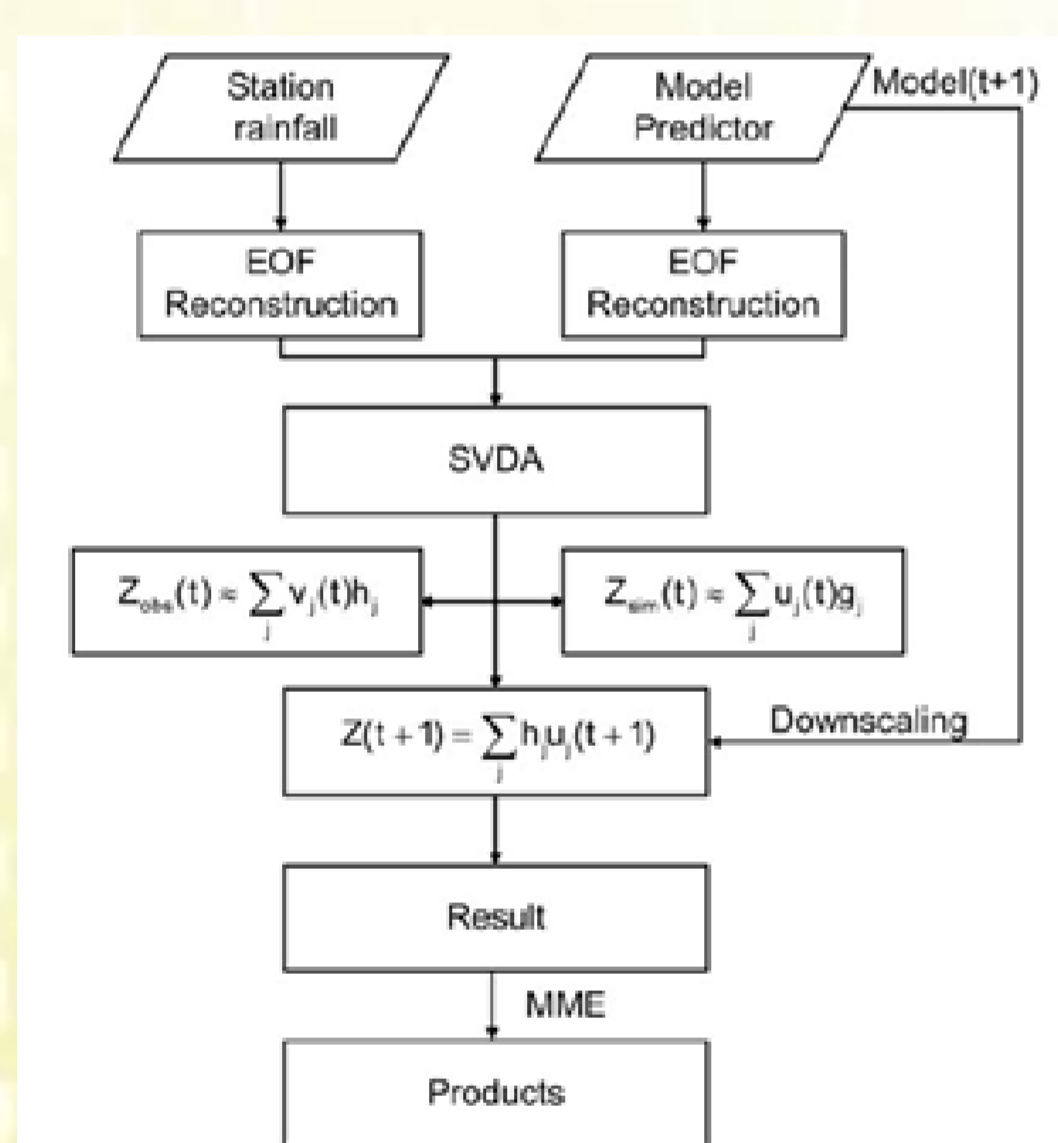 Station
rainfall
Model
Predictor
Model(t+1)
EOF
Reconstruction
EOF
Reconstruction
SVDA
Z_obs(t) ≈ ∑_j v_j(t)h_j
Z_sim(t) ≈ ∑_j u_j(t)g_j
Z(t + 1) = ∑_j h_j u_j(t + 1)
Downscaling
Result
MME
Products